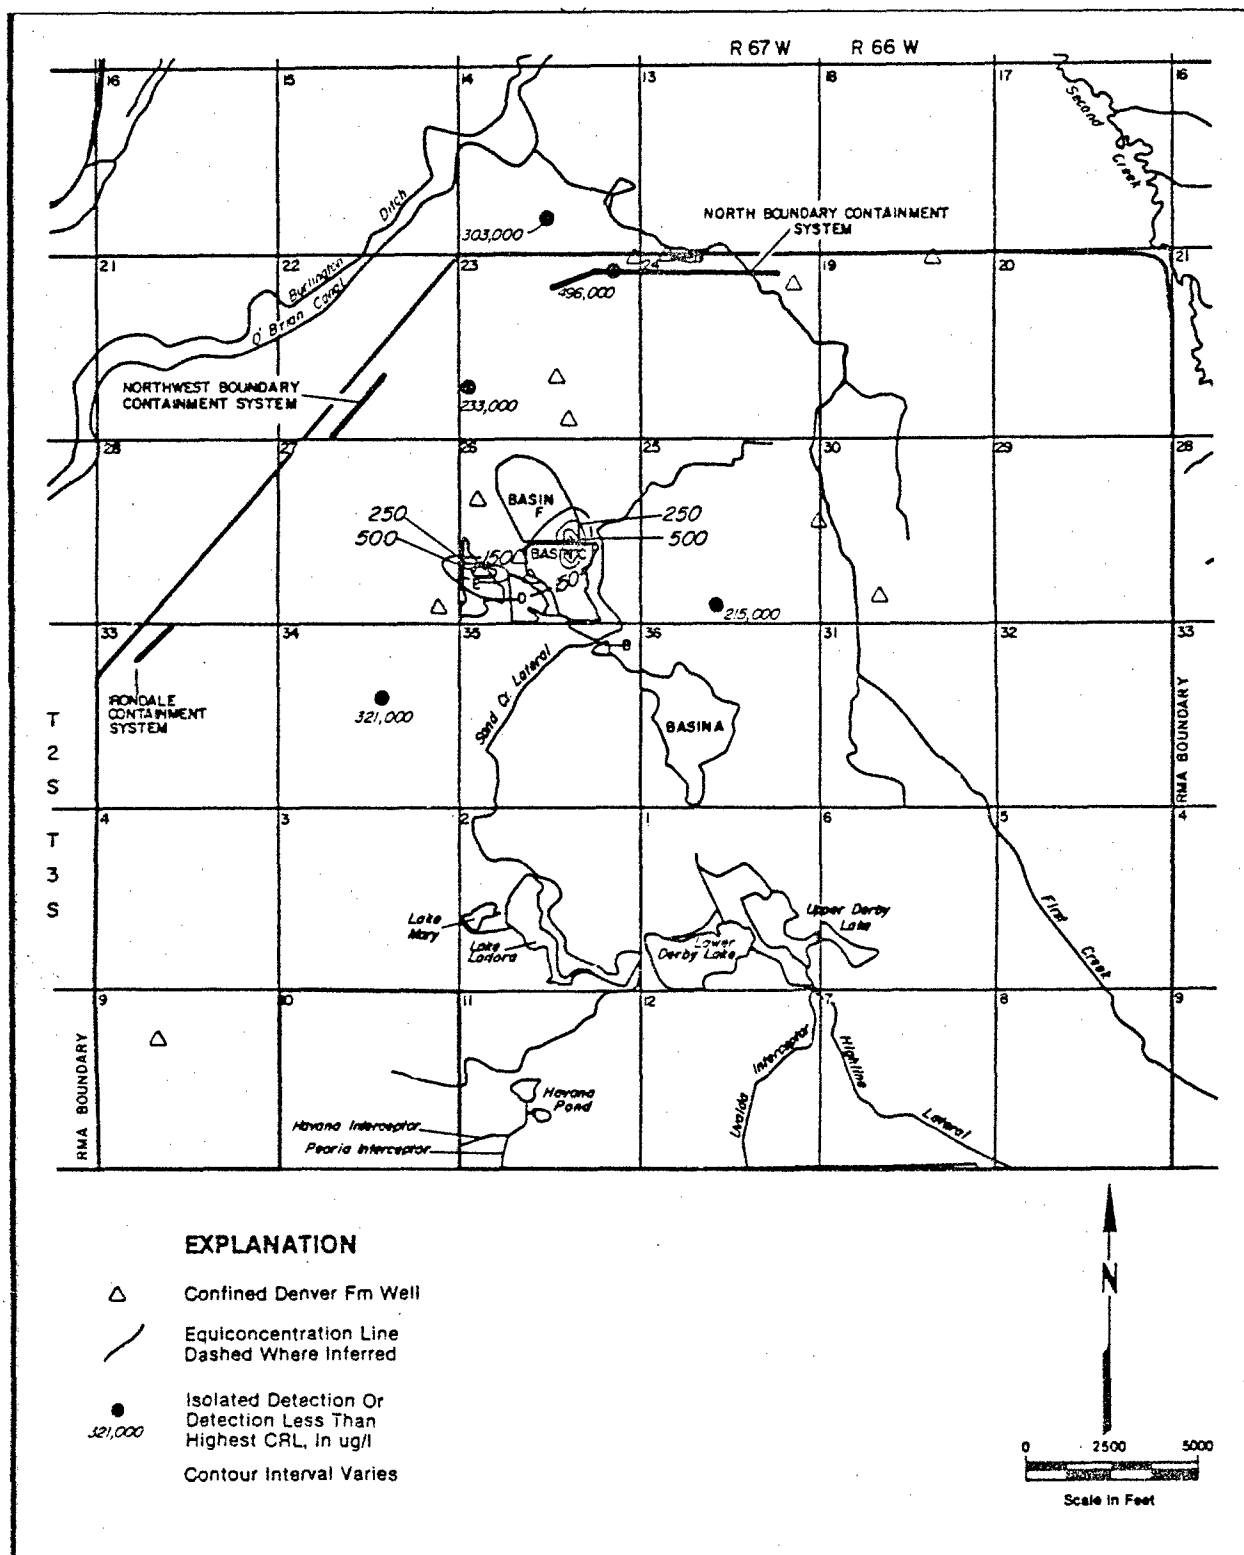 R 67 W R 66 W
16 15 14 13 18 17 16
Second
Creek
Ditch
Burlington
O' Brian Canal
303,000
NORTH BOUNDARY CONTAINMENT
SYSTEM
21 22 23 24 19 20 21
496,000
NORTHWEST BOUNDARY
CONTAINMENT SYSTEM
233,000
28 27 26 25 30 29 28
BASIN
F
250
500
250
500
150
BASIN C
50
E
D
215,000
33 34 35 36 31 32 33
B
Sand Cr. Lateral
IRONDALE
CONTAINMENT
SYSTEM
321,000
BASIN A
RMA BOUNDARY
T
2
S
4 3 2 1 6 5 4
T
3
S
Lake
Mary
Lake
Ladora
Lower
Derby Lake
Upper Derby
Lake
First
Creek
9 10 11 12 7 8 9
RMA BOUNDARY
Havana
Pond
Havana Interceptor
Peoria Interceptor
Uvalda Interceptor
Highline
Lateral
EXPLANATION
Confined Denver Fm Well
Equiconcentration Line
Dashed Where Inferred
321,000
Isolated Detection Or
Detection Less Than
Highest CRL, In ug/l
Contour Interval Varies
N
0 2500 5000
Scale in Feet